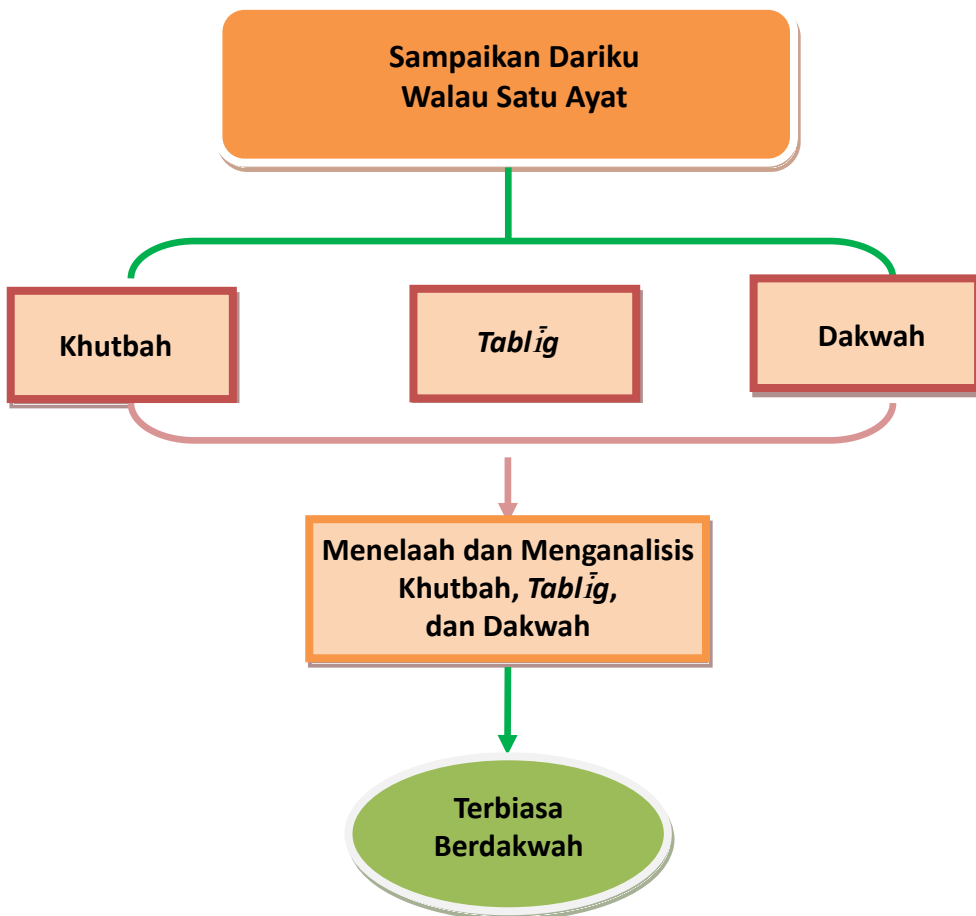 Sampaikan Dariku
Walau Satu Ayat
Khutbah
Tablīg
Dakwah
Menelaah dan Menganalisis
Khutbah, Tablīg,
dan Dakwah
Terbiasa
Berdakwah